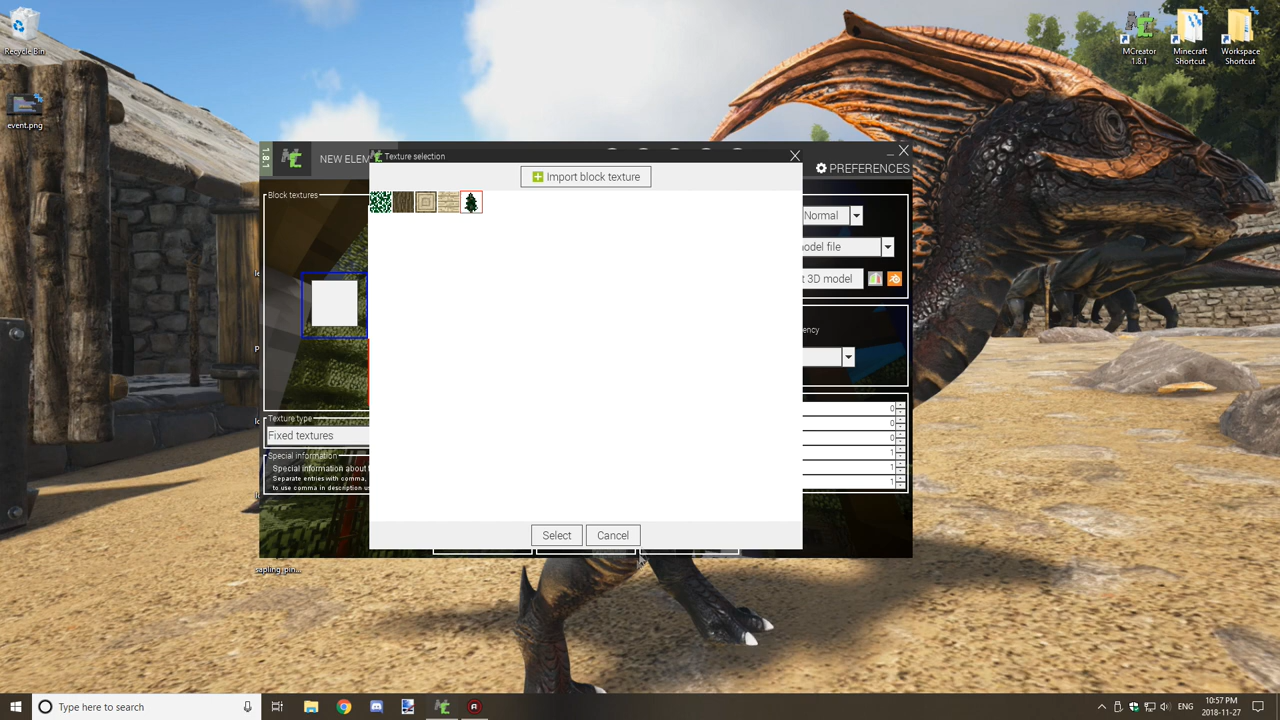 Recycle Bin
event.png
MCreator
1.8.1
Minecraft
Shortcut
Workspace
Shortcut
1.8.1
NEW ELEM
Texture selection
PREFERENCES
Import block texture
Block textures
Normal
odel file
t 3D model
ency
Texture type
Fixed textures
Special information
Special information about t
Separate entries with comma,
to use comma in description u
0
0
0
1
1
1
Select
Cancel
sapling_pin...
Type here to search
ENG
10:57 PM
2018-11-27